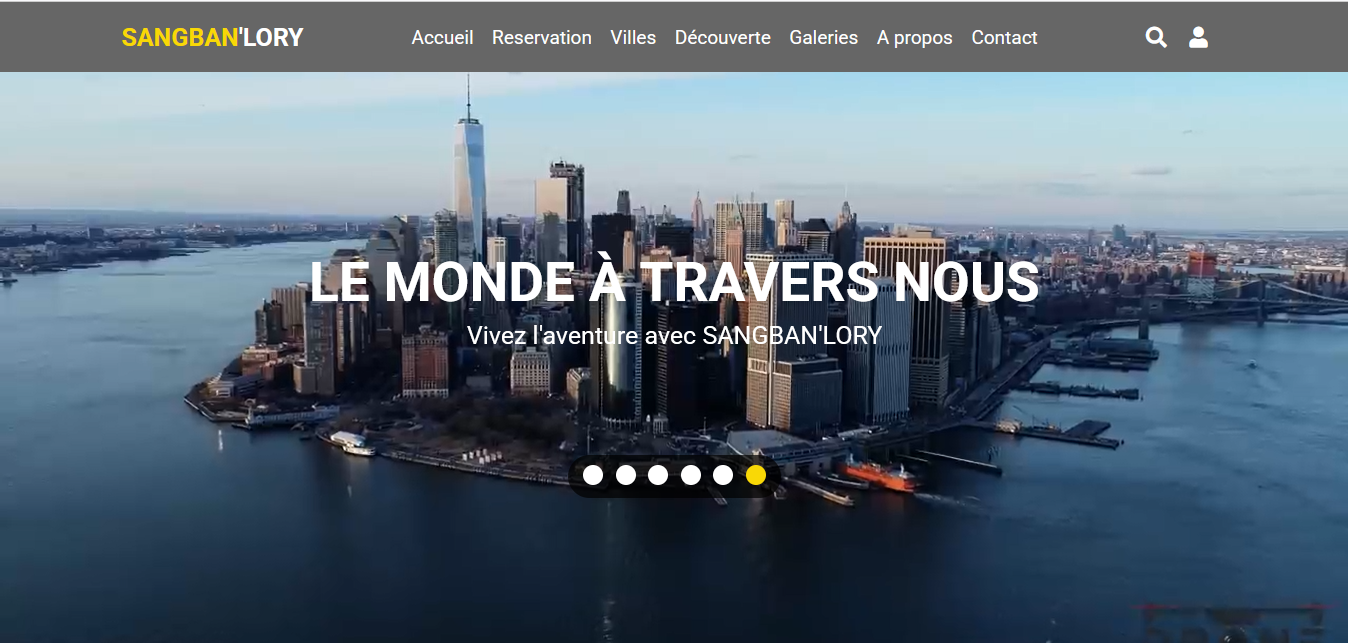 SANGBAN'LORY
Accueil Reservation Villes Découverte Galeries A propos Contact
LE MONDE À TRAVERS NOUS
Vivez l'aventure avec SANGBAN'LORY